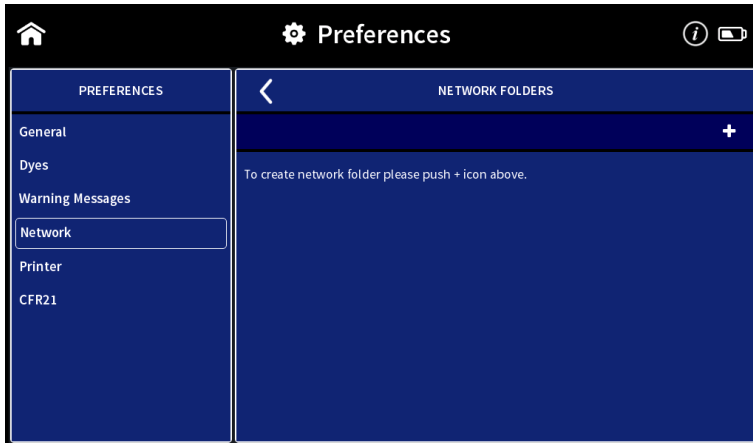 Preferences
i
PREFERENCES
NETWORK FOLDERS
General
+
Dyes
To create network folder please push + icon above.
Warning Messages
Network
Printer
CFR21